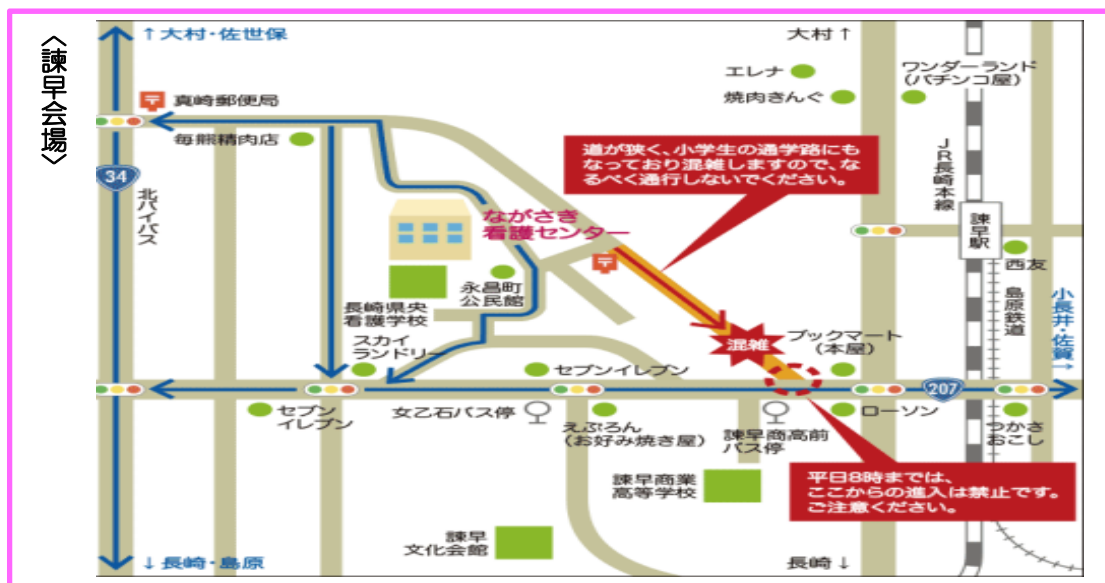 〈諫早会場〉
↑大村・佐世保
大村↑
エレナ
ワンダーランド
(パチンコ屋)
焼肉きんぐ
真崎郵便局
毎熊精肉店
道が狭く、小学生の通学路にも
なっており混雑しますので、な
るべく通行しないでください。
JR長崎本線
34
北バイパス
ながさき
看護センター
諫早駅
西友
永昌町
公民館
長崎県央
看護学校
島原鉄道
小長井・佐賀→
スカイ
ランドリー
混雑
ブックマート
(本屋)
セブンイレブン
207
セブン
イレブン
女乙石バス停
えぷろん
(お好み焼き屋)
諫早商高前
バス停
ローソン
つかさ
おこし
諫早商業
高等学校
平日8時までは、
ここからの進入は禁止です。
ご注意ください。
諫早
文化会館
↓長崎・島原
長崎↓